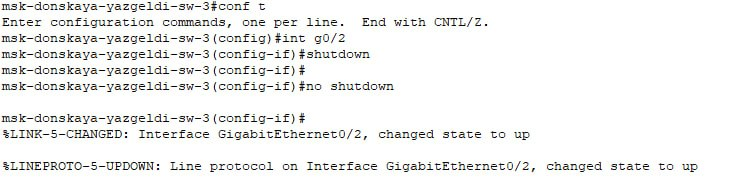 msk-donskaya-yazgeldi-sw-3#conf t
Enter configuration commands, one per line.  End with CNTL/Z.
msk-donskaya-yazgeldi-sw-3(config)#int g0/2
msk-donskaya-yazgeldi-sw-3(config-if)#shutdown
msk-donskaya-yazgeldi-sw-3(config-if)#
msk-donskaya-yazgeldi-sw-3(config-if)#no shutdown
msk-donskaya-yazgeldi-sw-3(config-if)#
%LINK-5-CHANGED: Interface GigabitEthernet0/2, changed state to up
%LINEPROTO-5-UPDOWN: Line protocol on Interface GigabitEthernet0/2, changed state to up